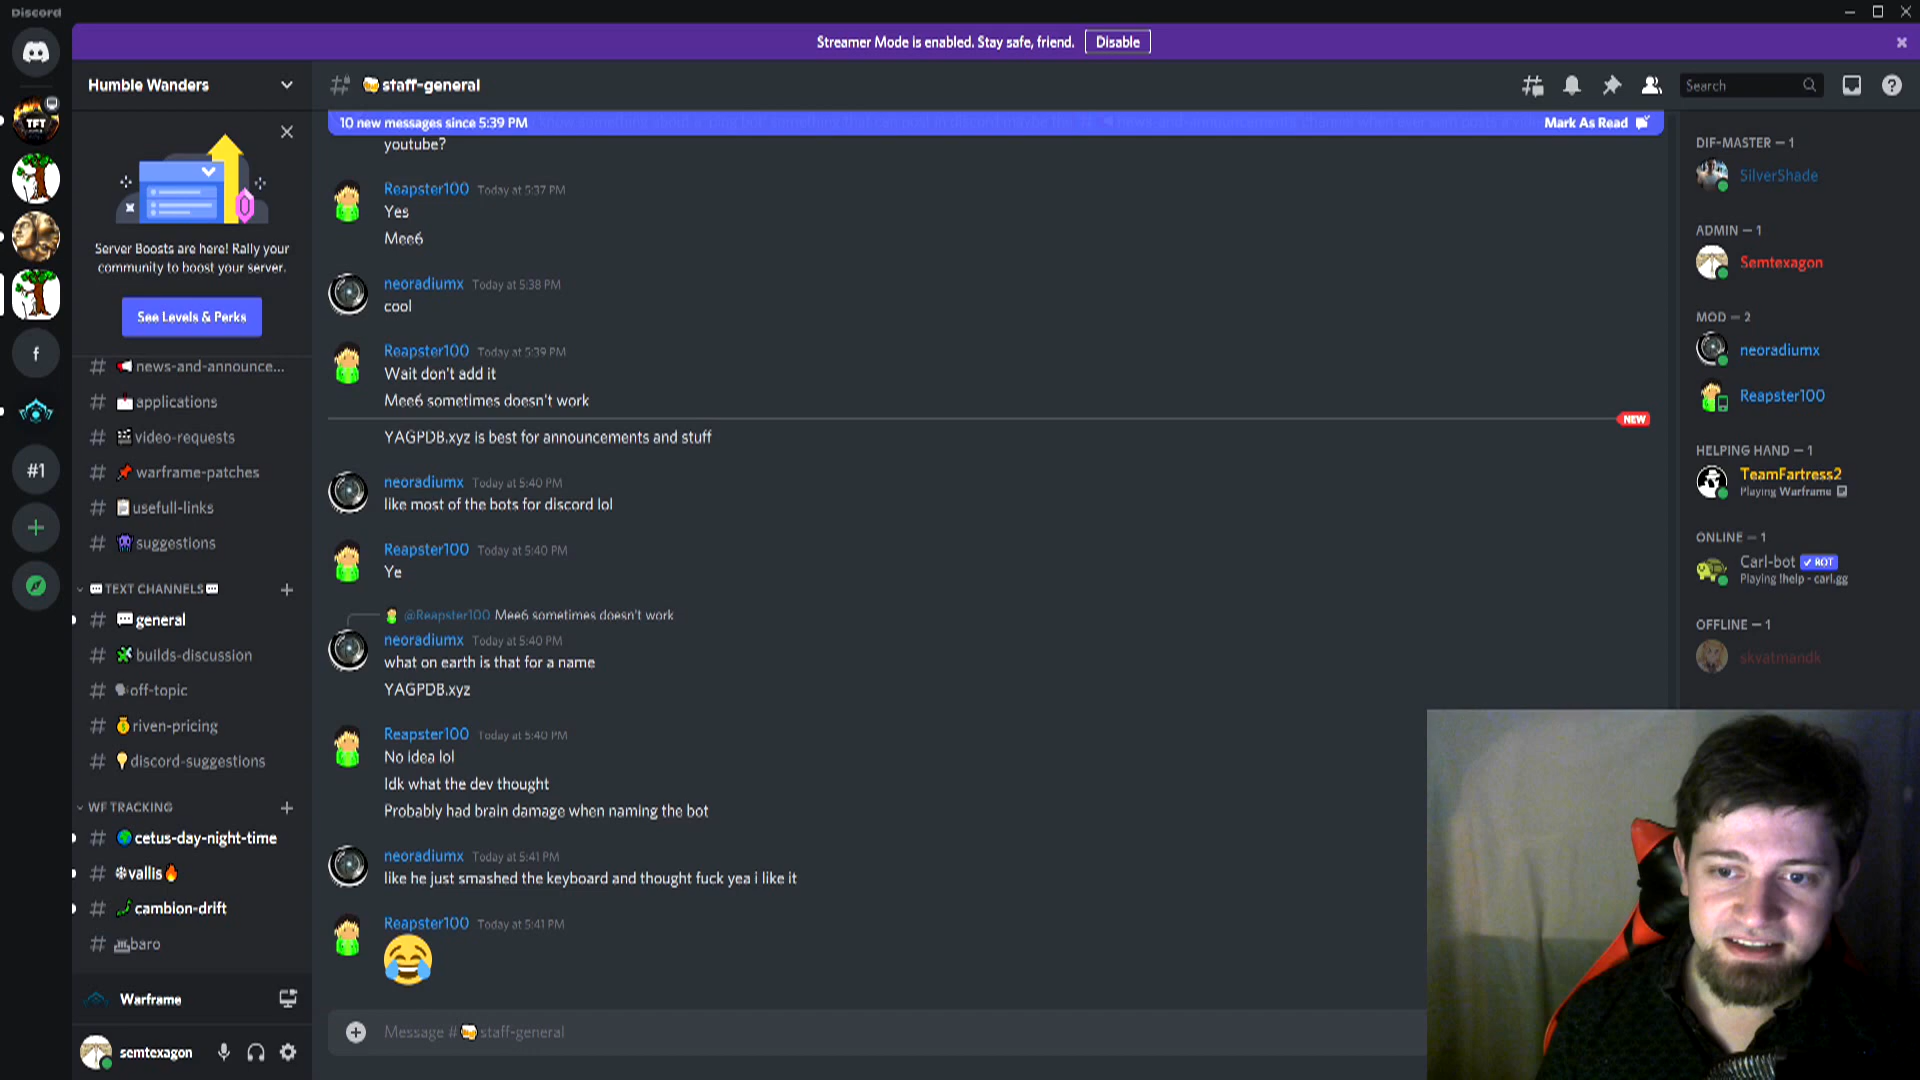 Discord
Streamer Mode is enabled. Stay safe, friend.
Disable
TFT
f
#1
Humble Wanders
Server Boosts are here! Rally your
community to boost your server.
See Levels & Perks
# 📢news-and-announce...
# applications
# video-requests
# 📌warframe-patches
# 📋usefull-links
# suggestions
💬TEXT CHANNELS💬
# 💬general
# builds-discussion
# 🗣off-topic
# 💰riven-pricing
# 💡discord-suggestions
WF TRACKING
# 🌍cetus-day-night-time
# ❄vallis🔥
# cambion-drift
# baro
Warframe
semtexagon
🍻staff-general
Search
10 new messages since 5:39 PM
Mark As Read
youtube?
Reapster100 Today at 5:37 PM
Yes
Mee6
neoradiumx Today at 5:38 PM
cool
Reapster100 Today at 5:39 PM
Wait don't add it
Mee6 sometimes doesn't work
NEW
YAGPDB.xyz is best for announcements and stuff
neoradiumx Today at 5:40 PM
like most of the bots for discord lol
Reapster100 Today at 5:40 PM
Ye
@Reapster100 Mee6 sometimes doesn't work
neoradiumx Today at 5:40 PM
what on earth is that for a name
YAGPDB.xyz
Reapster100 Today at 5:40 PM
No idea lol
Idk what the dev thought
Probably had brain damage when naming the bot
neoradiumx Today at 5:41 PM
like he just smashed the keyboard and thought fuck yea i like it
Reapster100 Today at 5:41 PM
😂
Message #🍻staff-general
DIF-MASTER — 1
SilverShade
ADMIN — 1
Semtexagon
MOD — 2
neoradiumx
Reapster100
HELPING HAND — 1
TeamFartress2
Playing Warframe
ONLINE — 1
Carl-bot ✓ BOT
Playing !help - carl.gg
OFFLINE — 1
skvatmandk